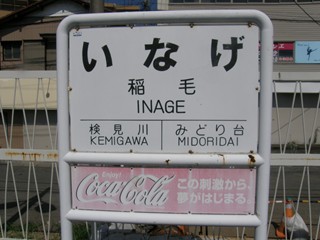 いなげ
稲毛
INAGE
検見川 みどり台
KEMIGAWA MIDORIDAI
Enjoy!
Coca-Cola
この刺激から、
夢がはじまる。